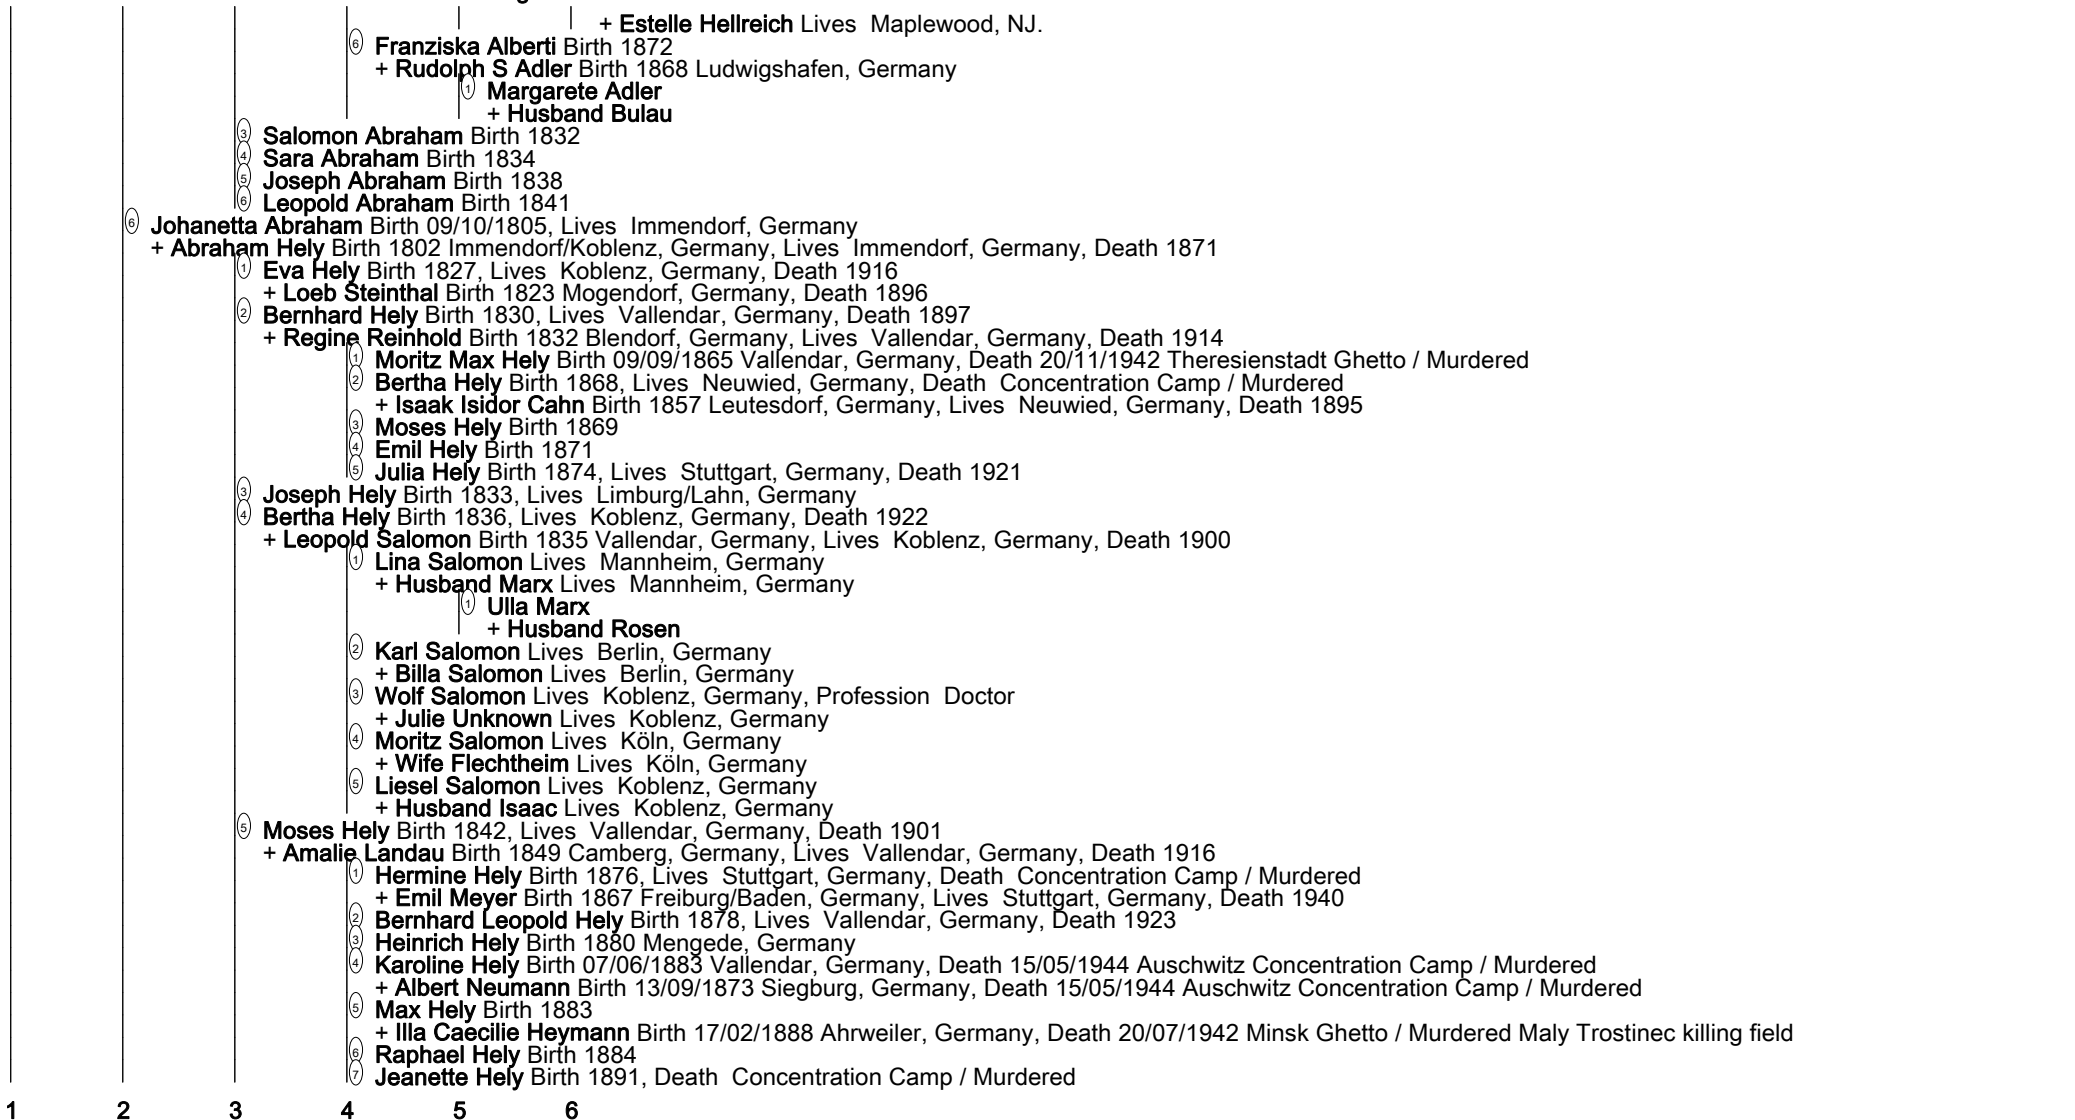 + Estelle Hellreich Lives  Maplewood, NJ.
6 Franziska Alberti Birth 1872
+ Rudolph S Adler Birth 1868 Ludwigshafen, Germany
1 Margarete Adler
+ Husband Bulau
3 Salomon Abraham Birth 1832
4 Sara Abraham Birth 1834
5 Joseph Abraham Birth 1838
6 Leopold Abraham Birth 1841
6 Johanetta Abraham Birth 09/10/1805, Lives  Immendorf, Germany
+ Abraham Hely Birth 1802 Immendorf/Koblenz, Germany, Lives  Immendorf, Germany, Death 1871
1 Eva Hely Birth 1827, Lives  Koblenz, Germany, Death 1916
+ Loeb Steinthal Birth 1823 Mogendorf, Germany, Death 1896
2 Bernhard Hely Birth 1830, Lives  Vallendar, Germany, Death 1897
+ Regine Reinhold Birth 1832 Blendorf, Germany, Lives  Vallendar, Germany, Death 1914
1 Moritz Max Hely Birth 09/09/1865 Vallendar, Germany, Death 20/11/1942 Theresienstadt Ghetto / Murdered
2 Bertha Hely Birth 1868, Lives  Neuwied, Germany, Death  Concentration Camp / Murdered
+ Isaak Isidor Cahn Birth 1857 Leutesdorf, Germany, Lives  Neuwied, Germany, Death 1895
3 Moses Hely Birth 1869
4 Emil Hely Birth 1871
5 Julia Hely Birth 1874, Lives  Stuttgart, Germany, Death 1921
3 Joseph Hely Birth 1833, Lives  Limburg/Lahn, Germany
4 Bertha Hely Birth 1836, Lives  Koblenz, Germany, Death 1922
+ Leopold Salomon Birth 1835 Vallendar, Germany, Lives  Koblenz, Germany, Death 1900
1 Lina Salomon Lives  Mannheim, Germany
+ Husband Marx Lives  Mannheim, Germany
1 Ulla Marx
+ Husband Rosen
2 Karl Salomon Lives  Berlin, Germany
+ Billa Salomon Lives  Berlin, Germany
3 Wolf Salomon Lives  Koblenz, Germany, Profession  Doctor
+ Julie Unknown Lives  Koblenz, Germany
4 Moritz Salomon Lives  Köln, Germany
+ Wife Flechtheim Lives  Köln, Germany
5 Liesel Salomon Lives  Koblenz, Germany
+ Husband Isaac Lives  Koblenz, Germany
5 Moses Hely Birth 1842, Lives  Vallendar, Germany, Death 1901
+ Amalie Landau Birth 1849 Camberg, Germany, Lives  Vallendar, Germany, Death 1916
1 Hermine Hely Birth 1876, Lives  Stuttgart, Germany, Death  Concentration Camp / Murdered
+ Emil Meyer Birth 1867 Freiburg/Baden, Germany, Lives  Stuttgart, Germany, Death 1940
2 Bernhard Leopold Hely Birth 1878, Lives  Vallendar, Germany, Death 1923
3 Heinrich Hely Birth 1880 Mengede, Germany
4 Karoline Hely Birth 07/06/1883 Vallendar, Germany, Death 15/05/1944 Auschwitz Concentration Camp / Murdered
+ Albert Neumann Birth 13/09/1873 Siegburg, Germany, Death 15/05/1944 Auschwitz Concentration Camp / Murdered
5 Max Hely Birth 1883
+ Illa Caecilie Heymann Birth 17/02/1888 Ahrweiler, Germany, Death 20/07/1942 Minsk Ghetto / Murdered Maly Trostinec killing field
6 Raphael Hely Birth 1884
7 Jeanette Hely Birth 1891, Death  Concentration Camp / Murdered
1 2 3 4 5 6